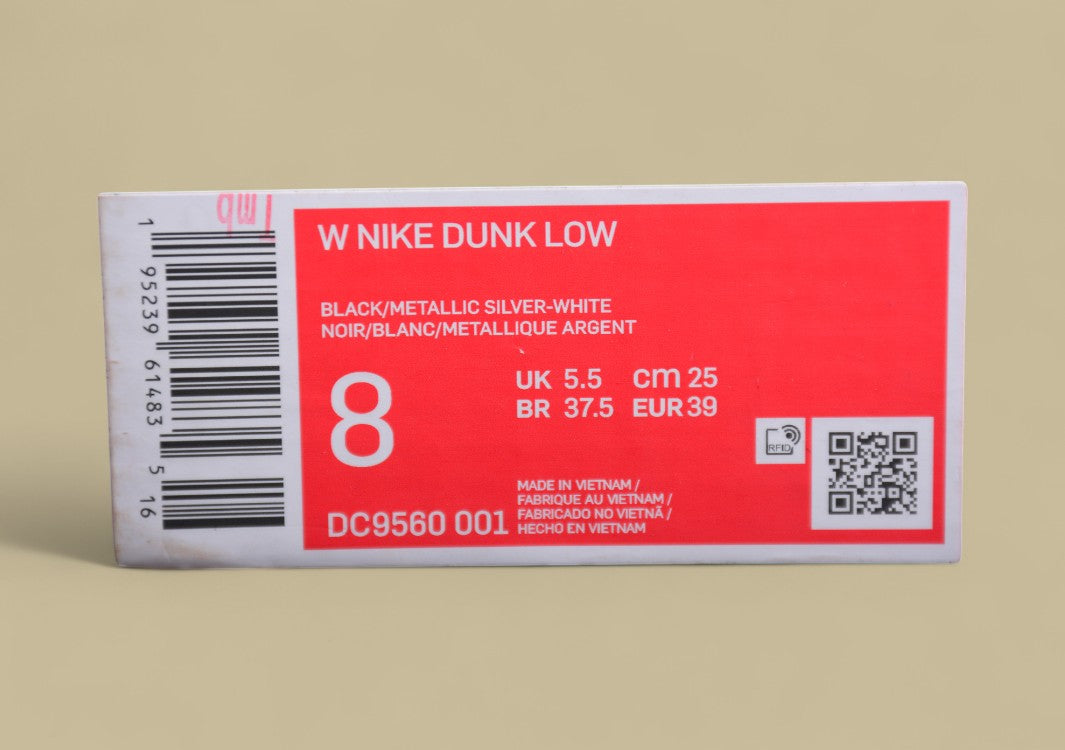 W NIKE DUNK LOW
BLACK/METALLIC SILVER-WHITE
NOIR/BLANC/METALLIQUE ARGENT
8
UK 5.5 cm 25
BR 37.5 EUR 39
MADE IN VIETNAM /
FABRIQUE AU VIETNAM /
FABRICADO NO VIETNÃ /
HECHO EN VIETNAM
DC9560 001
RFID
1 95239 61483 5 16